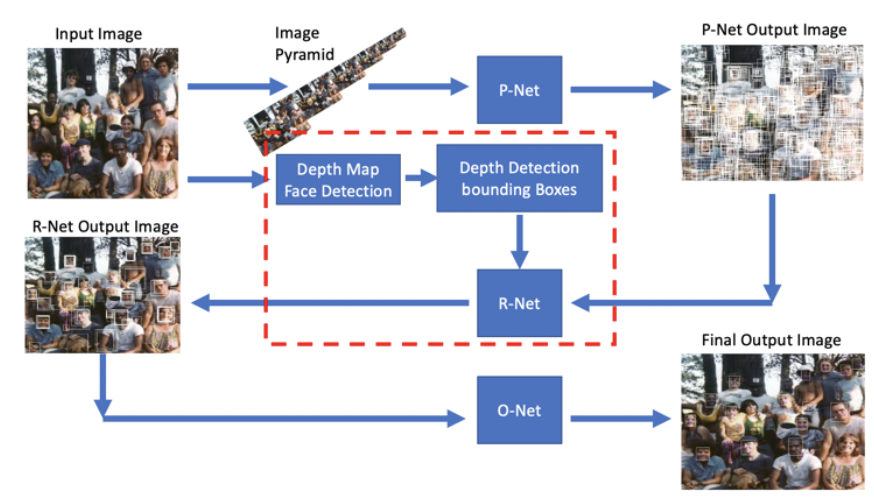 Input Image
Image
Pyramid
P-Net
P-Net Output Image
Depth Map
Face Detection
Depth Detection
bounding Boxes
R-Net Output Image
R-Net
Final Output Image
O-Net